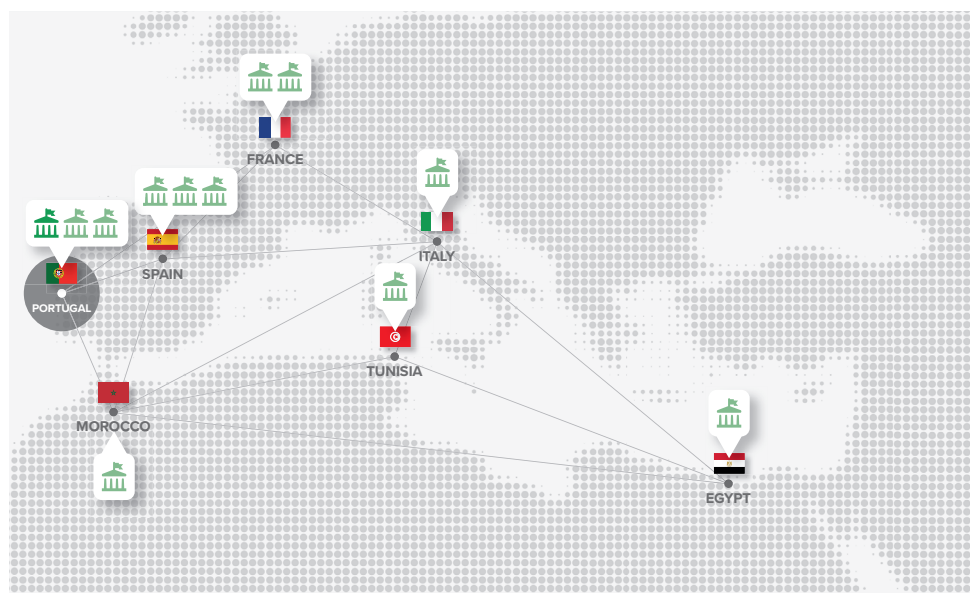 FRANCE
ITALY
SPAIN
PORTUGAL
TUNISIA
MOROCCO
EGYPT